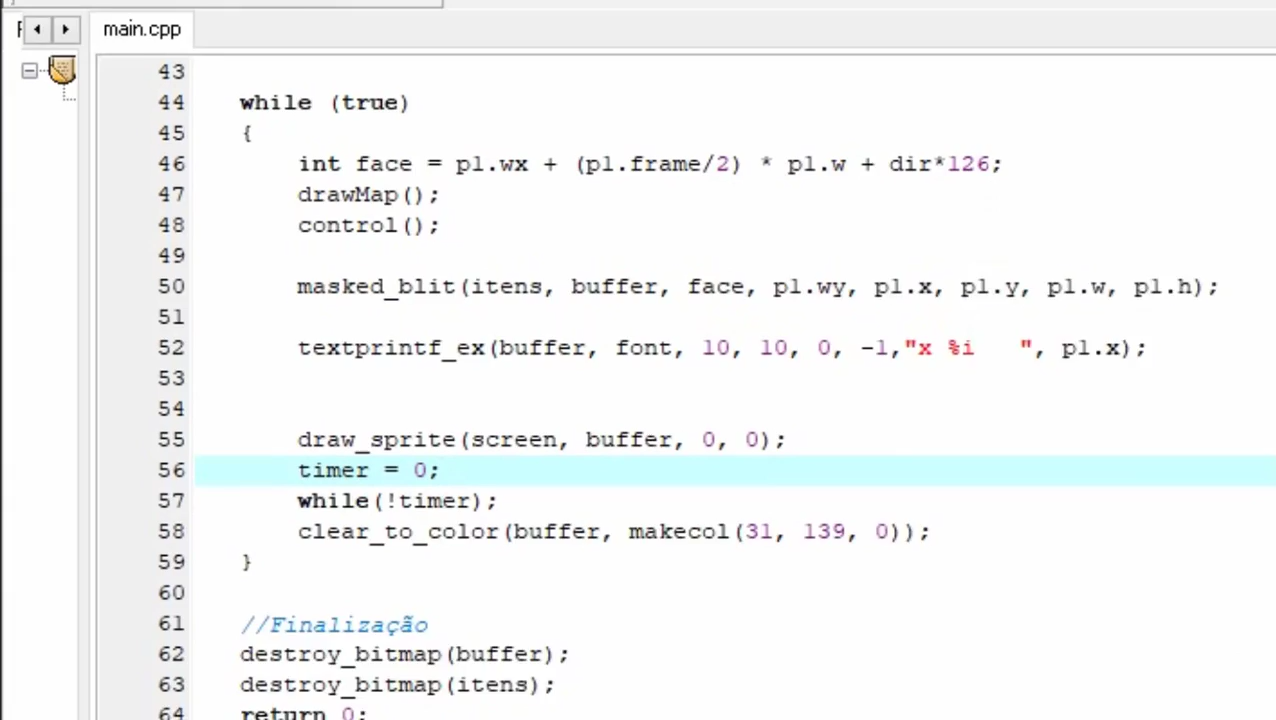 main.cpp
43
44 while (true)
45 {
46 int face = pl.wx + (pl.frame/2) * pl.w + dir*126;
47 drawMap();
48 control();
49
50 masked_blit(itens, buffer, face, pl.wy, pl.x, pl.y, pl.w, pl.h);
51
52 textprintf_ex(buffer, font, 10, 10, 0, -1,"x %i   ", pl.x);
53
54
55 draw_sprite(screen, buffer, 0, 0);
56 timer = 0;
57 while(!timer);
58 clear_to_color(buffer, makecol(31, 139, 0));
59 }
60
61 //Finalização
62 destroy_bitmap(buffer);
63 destroy_bitmap(itens);
64 return 0;